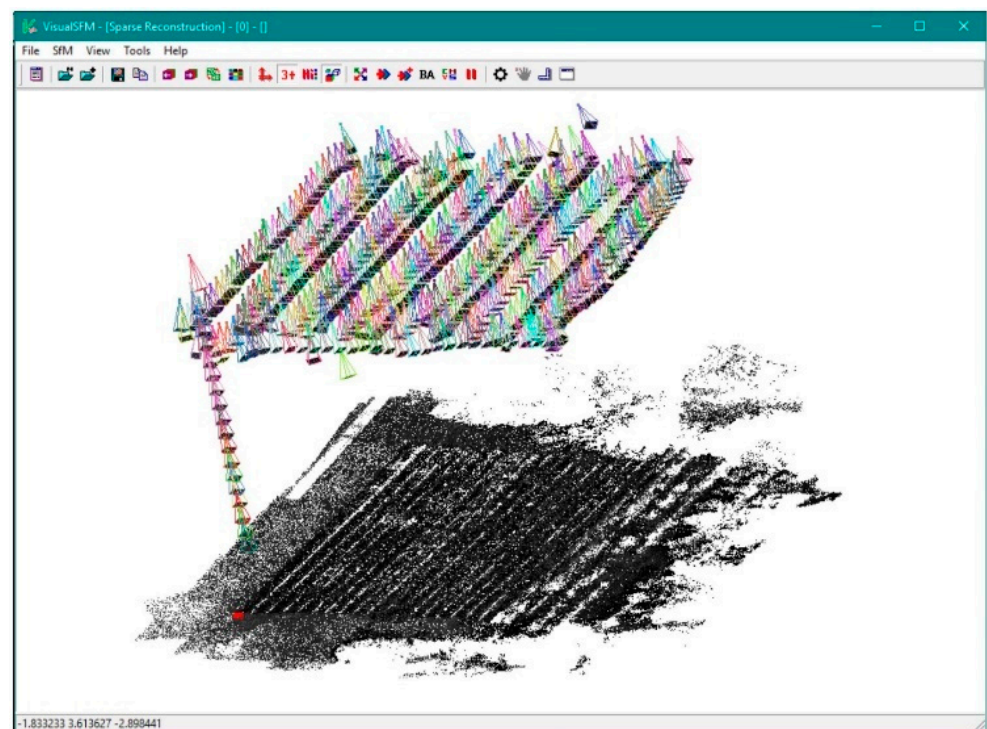 VisualSFM - [Sparse Reconstruction] - [0] - []
File SfM View Tools Help
3+ BA
-1.833233 3.613627 -2.898441